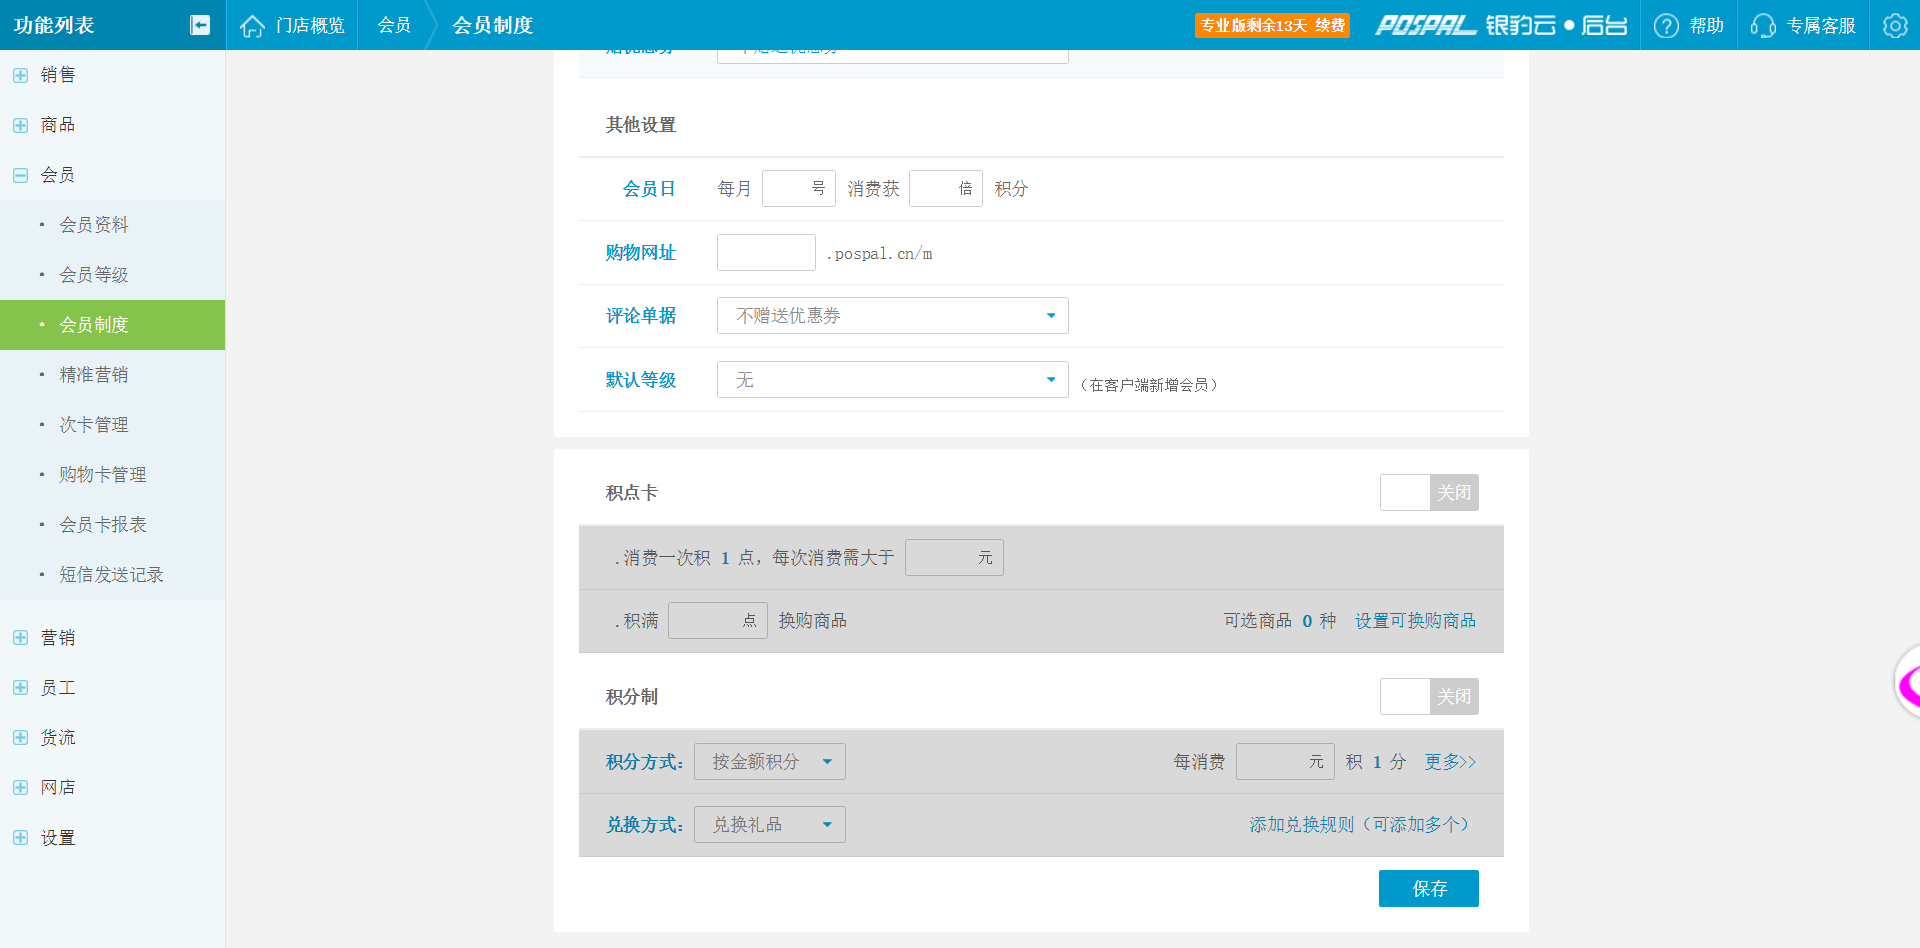 功能列表
门店概览
会员
会员制度
专业版剩余13天 续费
POSPAL 银豹云●后台
帮助
专属客服
销售
商品
会员
• 会员资料
• 会员等级
• 会员制度
• 精准营销
• 次卡管理
• 购物卡管理
• 会员卡报表
• 短信发送记录
营销
员工
货流
网店
设置
其他设置
会员日 每月 号 消费获 倍 积分
购物网址 .pospal.cn/m
评论单据 不赠送优惠券
默认等级 无 (在客户端新增会员)
积点卡 关闭
.消费一次积 1 点，每次消费需大于 元
.积满 点 换购商品 可选商品 0 种 设置可换购商品
积分制 关闭
积分方式: 按金额积分 每消费 元 积 1 分 更多>>
兑换方式: 兑换礼品 添加兑换规则（可添加多个）
保存